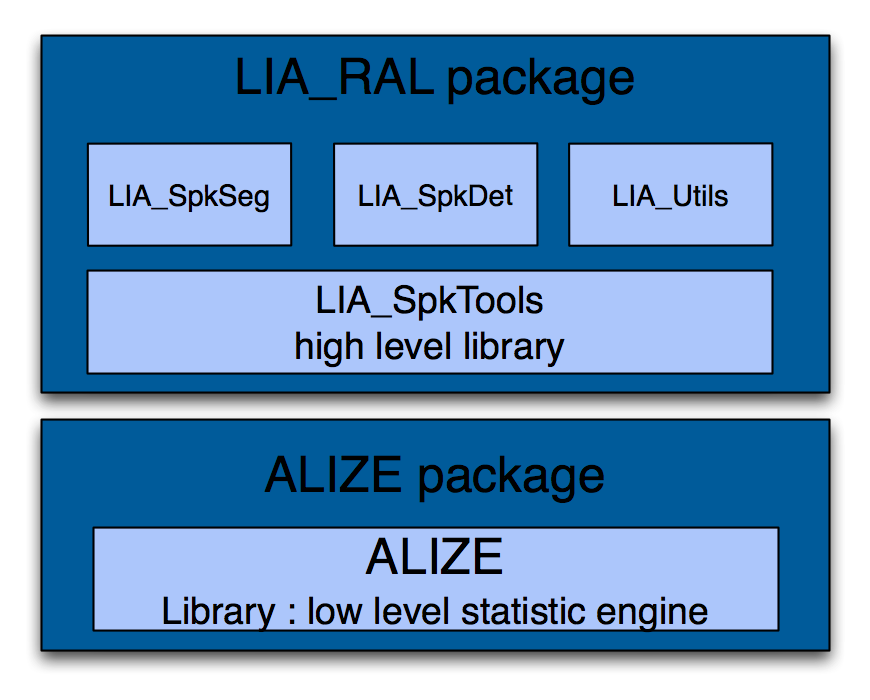 LIA_RAL package
LIA_SpkSeg
LIA_SpkDet
LIA_Utils
LIA_SpkTools
high level library
ALIZE package
ALIZE
Library : low level statistic engine